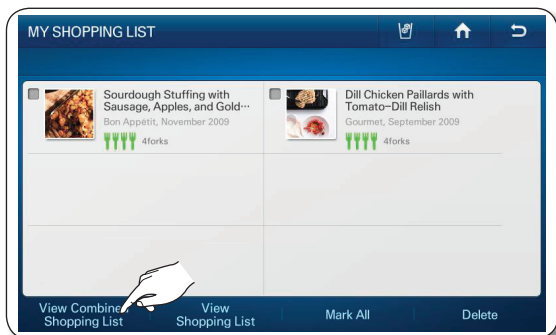 MY SHOPPING LIST
Sourdough Stuffing with
Sausage, Apples, and Gold…
Bon Appétit, November 2009
4forks
Dill Chicken Paillards with
Tomato-Dill Relish
Gourmet, September 2009
4forks
View Combine
Shopping List
View
Shopping List
Mark All
Delete